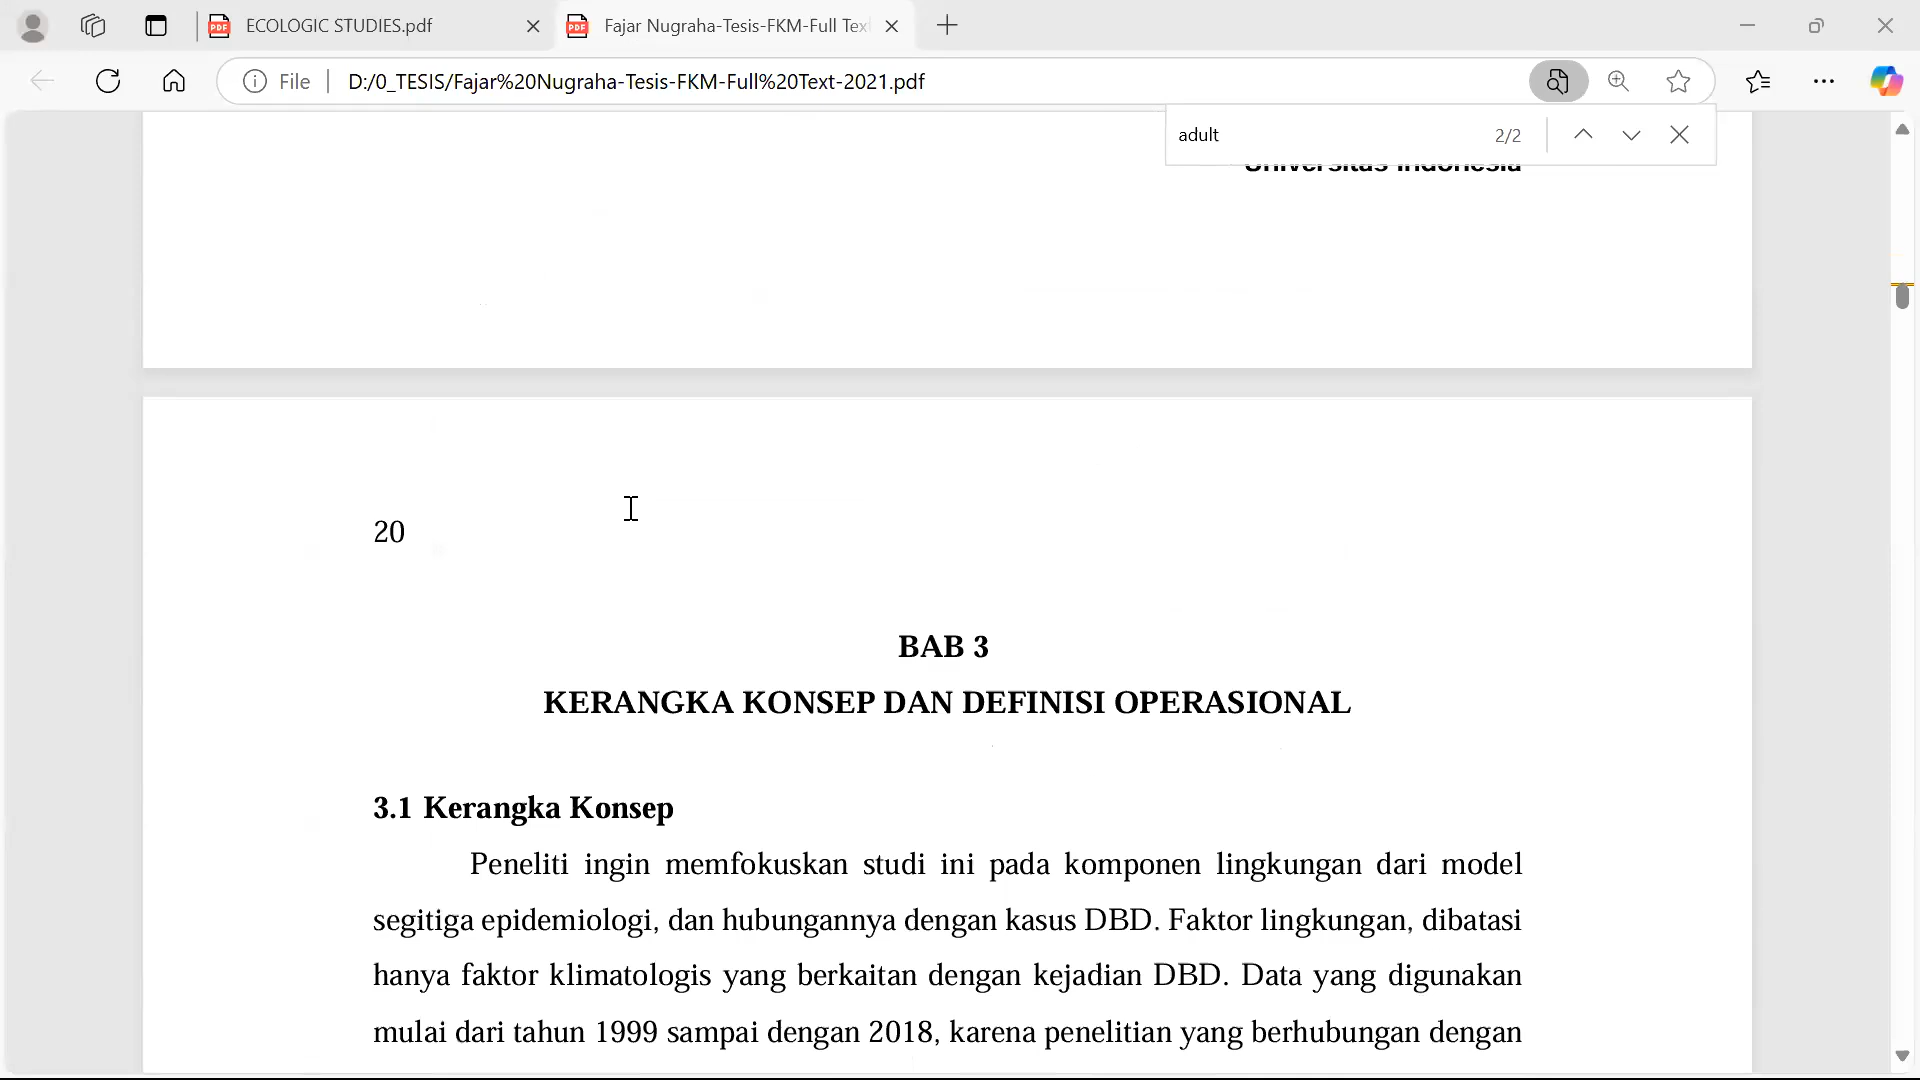 ECOLOGIC STUDIES.pdf
Fajar Nugraha-Tesis-FKM-Full Tex
File
D:/0_TESIS/Fajar%20Nugraha-Tesis-FKM-Full%20Text-2021.pdf
adult
2/2
Universitas Indonesia
20
BAB 3
KERANGKA KONSEP DAN DEFINISI OPERASIONAL
3.1 Kerangka Konsep
Peneliti ingin memfokuskan studi ini pada komponen lingkungan dari model
segitiga epidemiologi, dan hubungannya dengan kasus DBD. Faktor lingkungan, dibatasi
hanya faktor klimatologis yang berkaitan dengan kejadian DBD. Data yang digunakan
mulai dari tahun 1999 sampai dengan 2018, karena penelitian yang berhubungan dengan